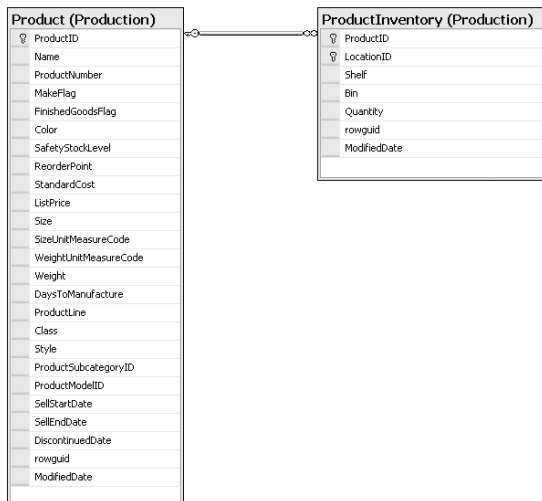 Product (Production)
ProductID
Name
ProductNumber
MakeFlag
FinishedGoodsFlag
Color
SafetyStockLevel
ReorderPoint
StandardCost
ListPrice
Size
SizeUnitMeasureCode
WeightUnitMeasureCode
Weight
DaysToManufacture
ProductLine
Class
Style
ProductSubcategoryID
ProductModelID
SellStartDate
SellEndDate
DiscontinuedDate
rowguid
ModifiedDate
ProductInventory (Production)
ProductID
LocationID
Shelf
Bin
Quantity
rowguid
ModifiedDate